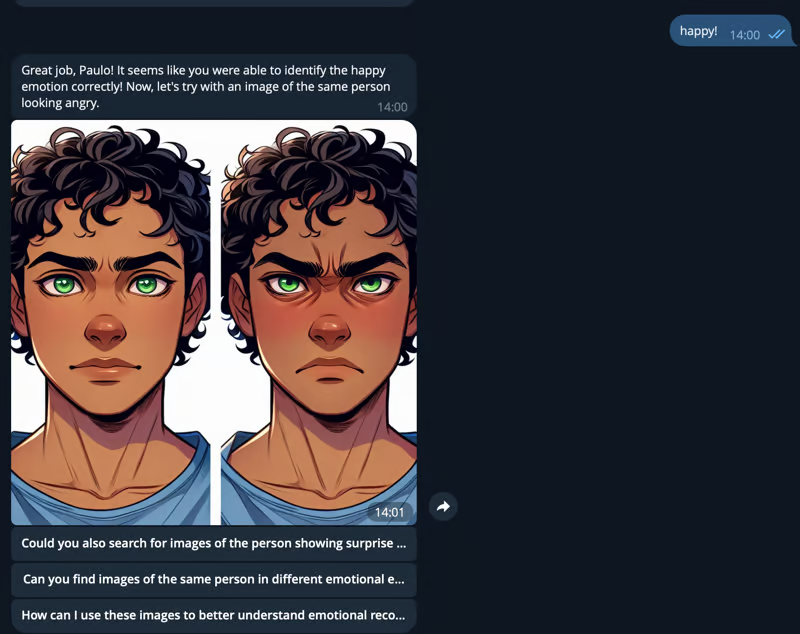 happy!
14:00
Great job, Paulo! It seems like you were able to identify the happy
emotion correctly! Now, let's try with an image of the same person
looking angry.
14:00
14:01
Could you also search for images of the person showing surprise ...
Can you find images of the same person in different emotional e...
How can I use these images to better understand emotional reco...